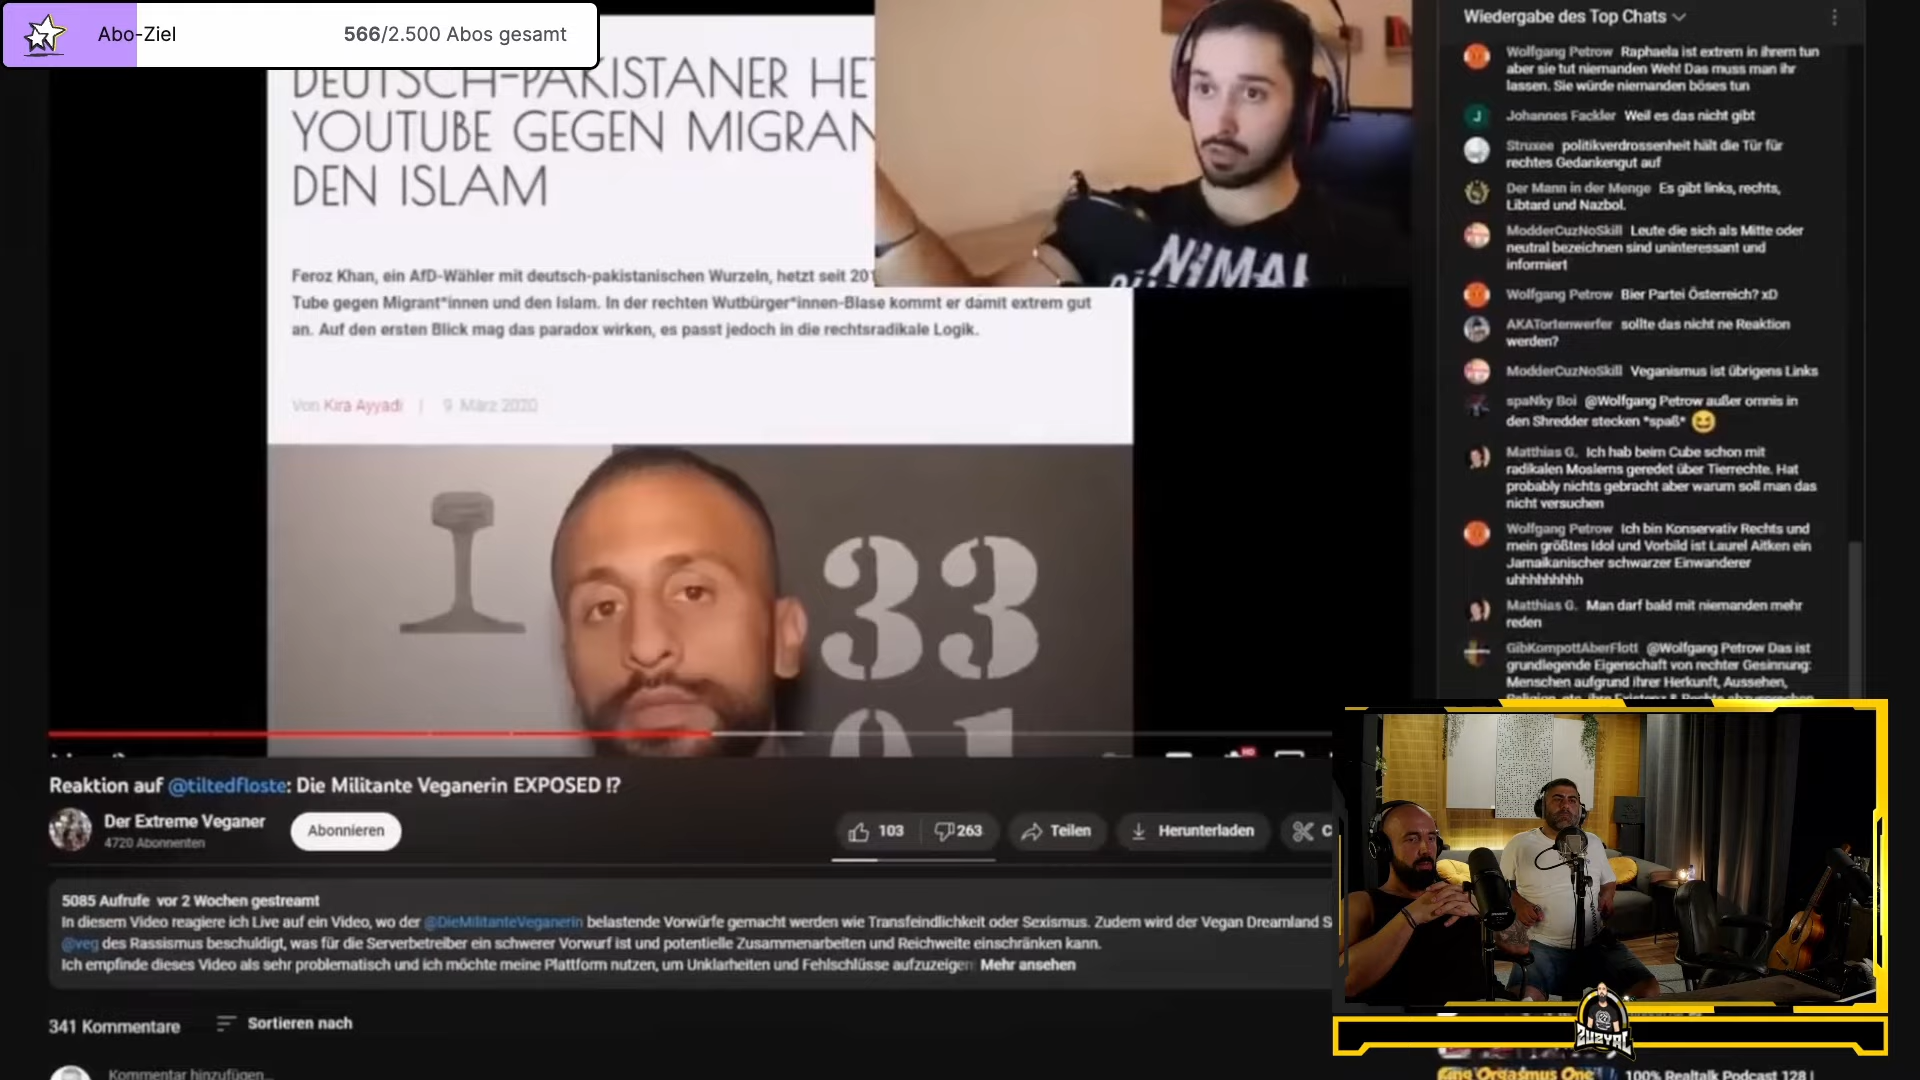 Abo-Ziel
566/2.500 Abos gesamt
DEUTSCH-PAKISTANER HE
YOUTUBE GEGEN MIGRAN
DEN ISLAM
Feroz Khan, ein AfD-Wähler mit deutsch-pakistanischen Wurzeln, hetzt seit 201
Tube gegen Migrant*innen und den Islam. In der rechten Wutbürger*innen-Blase kommt er damit extrem gut
an. Auf den ersten Blick mag das paradox wirken, es passt jedoch in die rechtsradikale Logik.
Von Kira Ayyadi | 9. März 2020
33
01
NIMAL
HD
Reaktion auf @tiltedfloste: Die Militante Veganerin EXPOSED !?
Der Extreme Veganer
4720 Abonnenten
Abonnieren
103
263
Teilen
Herunterladen
C
5085 Aufrufe vor 2 Wochen gestreamt
In diesem Video reagiere ich Live auf ein Video, wo der @DieMilitanteVeganerin belastende Vorwürfe gemacht werden wie Transfeindlichkeit oder Sexismus. Zudem wird der Vegan Dreamland S
@veg des Rassismus beschuldigt, was für die Serverbetreiber ein schwerer Vorwurf ist und potentielle Zusammenarbeiten und Reichweite einschränken kann.
Ich empfinde dieses Video als sehr problematisch und ich möchte meine Plattform nutzen, um Unklarheiten und Fehlschlüsse aufzuzeigen Mehr ansehen
341 Kommentare
Sortieren nach
Kommentar hinzufügen...
Wiedergabe des Top Chats
Wolfgang Petrow Raphaela ist extrem in ihrem tun
aber sie tut niemanden Weh! Das muss man ihr
lassen. Sie würde niemanden böses tun
J
Johannes Fackler Weil es das nicht gibt
Struxee politikverdrossenheit hält die Tür für
rechtes Gedankengut auf
Der Mann in der Menge Es gibt links, rechts,
Libtard und Nazbol.
ModderCuzNoSkill Leute die sich als Mitte oder
neutral bezeichnen sind uninteressant und
informiert
Wolfgang Petrow Bier Partei Österreich? xD
AKATortenwerfer sollte das nicht ne Reaktion
werden?
ModderCuzNoSkill Veganismus ist übrigens Links
spaNky Boi @Wolfgang Petrow außer omnis in
den Shredder stecken *spaß* 😆
Matthias G. Ich hab beim Cube schon mit
radikalen Moslems geredet über Tierrechte. Hat
probably nichts gebracht aber warum soll man das
nicht versuchen
Wolfgang Petrow Ich bin Konservativ Rechts und
mein größtes Idol und Vorbild ist Laurel Aitken ein
Jamaikanischer schwarzer Einwanderer
uhhhhhhhhh
Matthias G. Man darf bald mit niemanden mehr
reden
GibKompottAberFlott @Wolfgang Petrow Das ist
grundlegende Eigenschaft von rechter Gesinnung:
Menschen aufgrund ihrer Herkunft, Aussehen,
Religion, etc. ihre Existenz & Rechte abzusprechen
ZUZYAL
King Orgasmus One
100% Realtalk Podcast 128 |